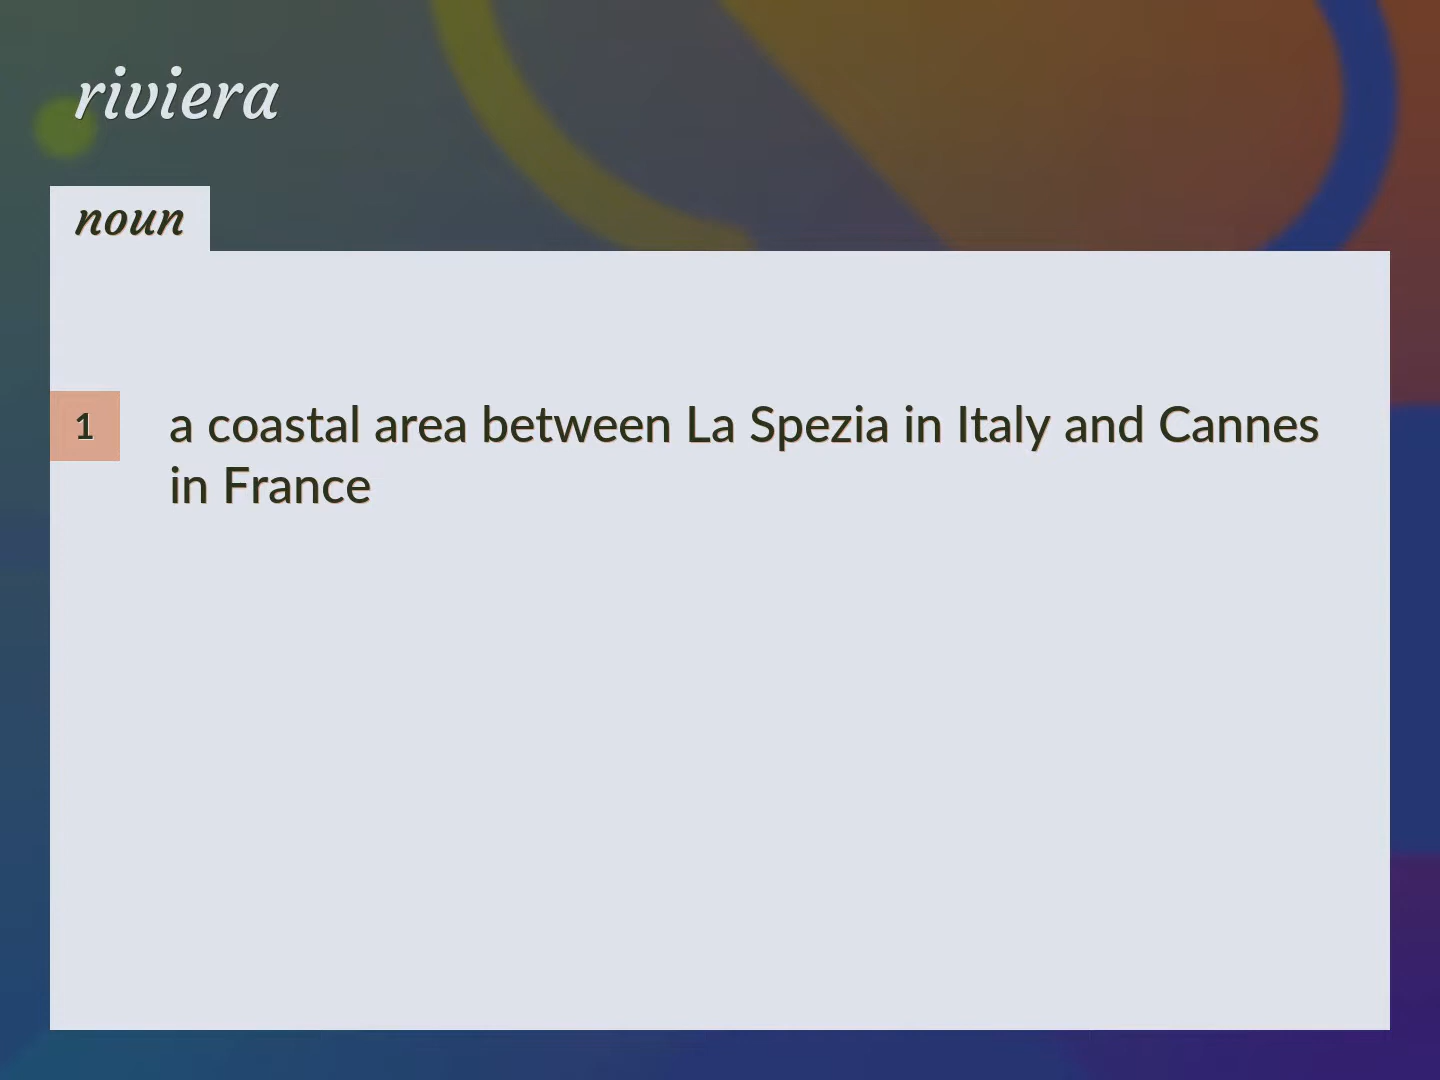 riviera
noun
1
a coastal area between La Spezia in Italy and Cannes
in France